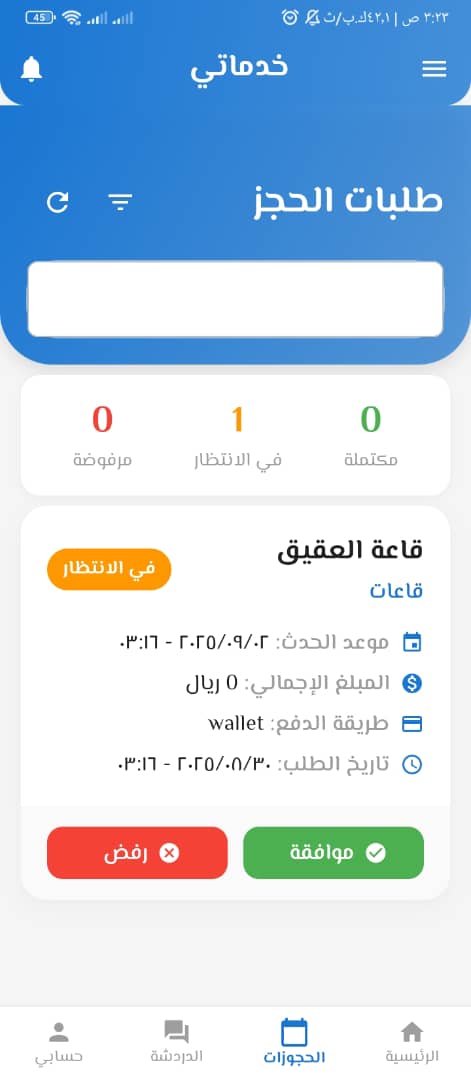 ٣:٢٣ ص | ٤٢٫١ك.ب/ث
45
خدماتي
طلبات الحجز
0 1 0
مكتملة في الانتظار مرفوضة
قاعة العقيق
في الانتظار
قاعات
موعد الحدث: ٢٠٢٥/٠٩/٠٢ - ٠٣:١٦
المبلغ الإجمالي: 0 ريال
طريقة الدفع: wallet
تاريخ الطلب: ٢٠٢٥/٠٨/٣٠ - ٠٣:١٦
موافقة رفض
الرئيسية الحجوزات الدردشة حسابي